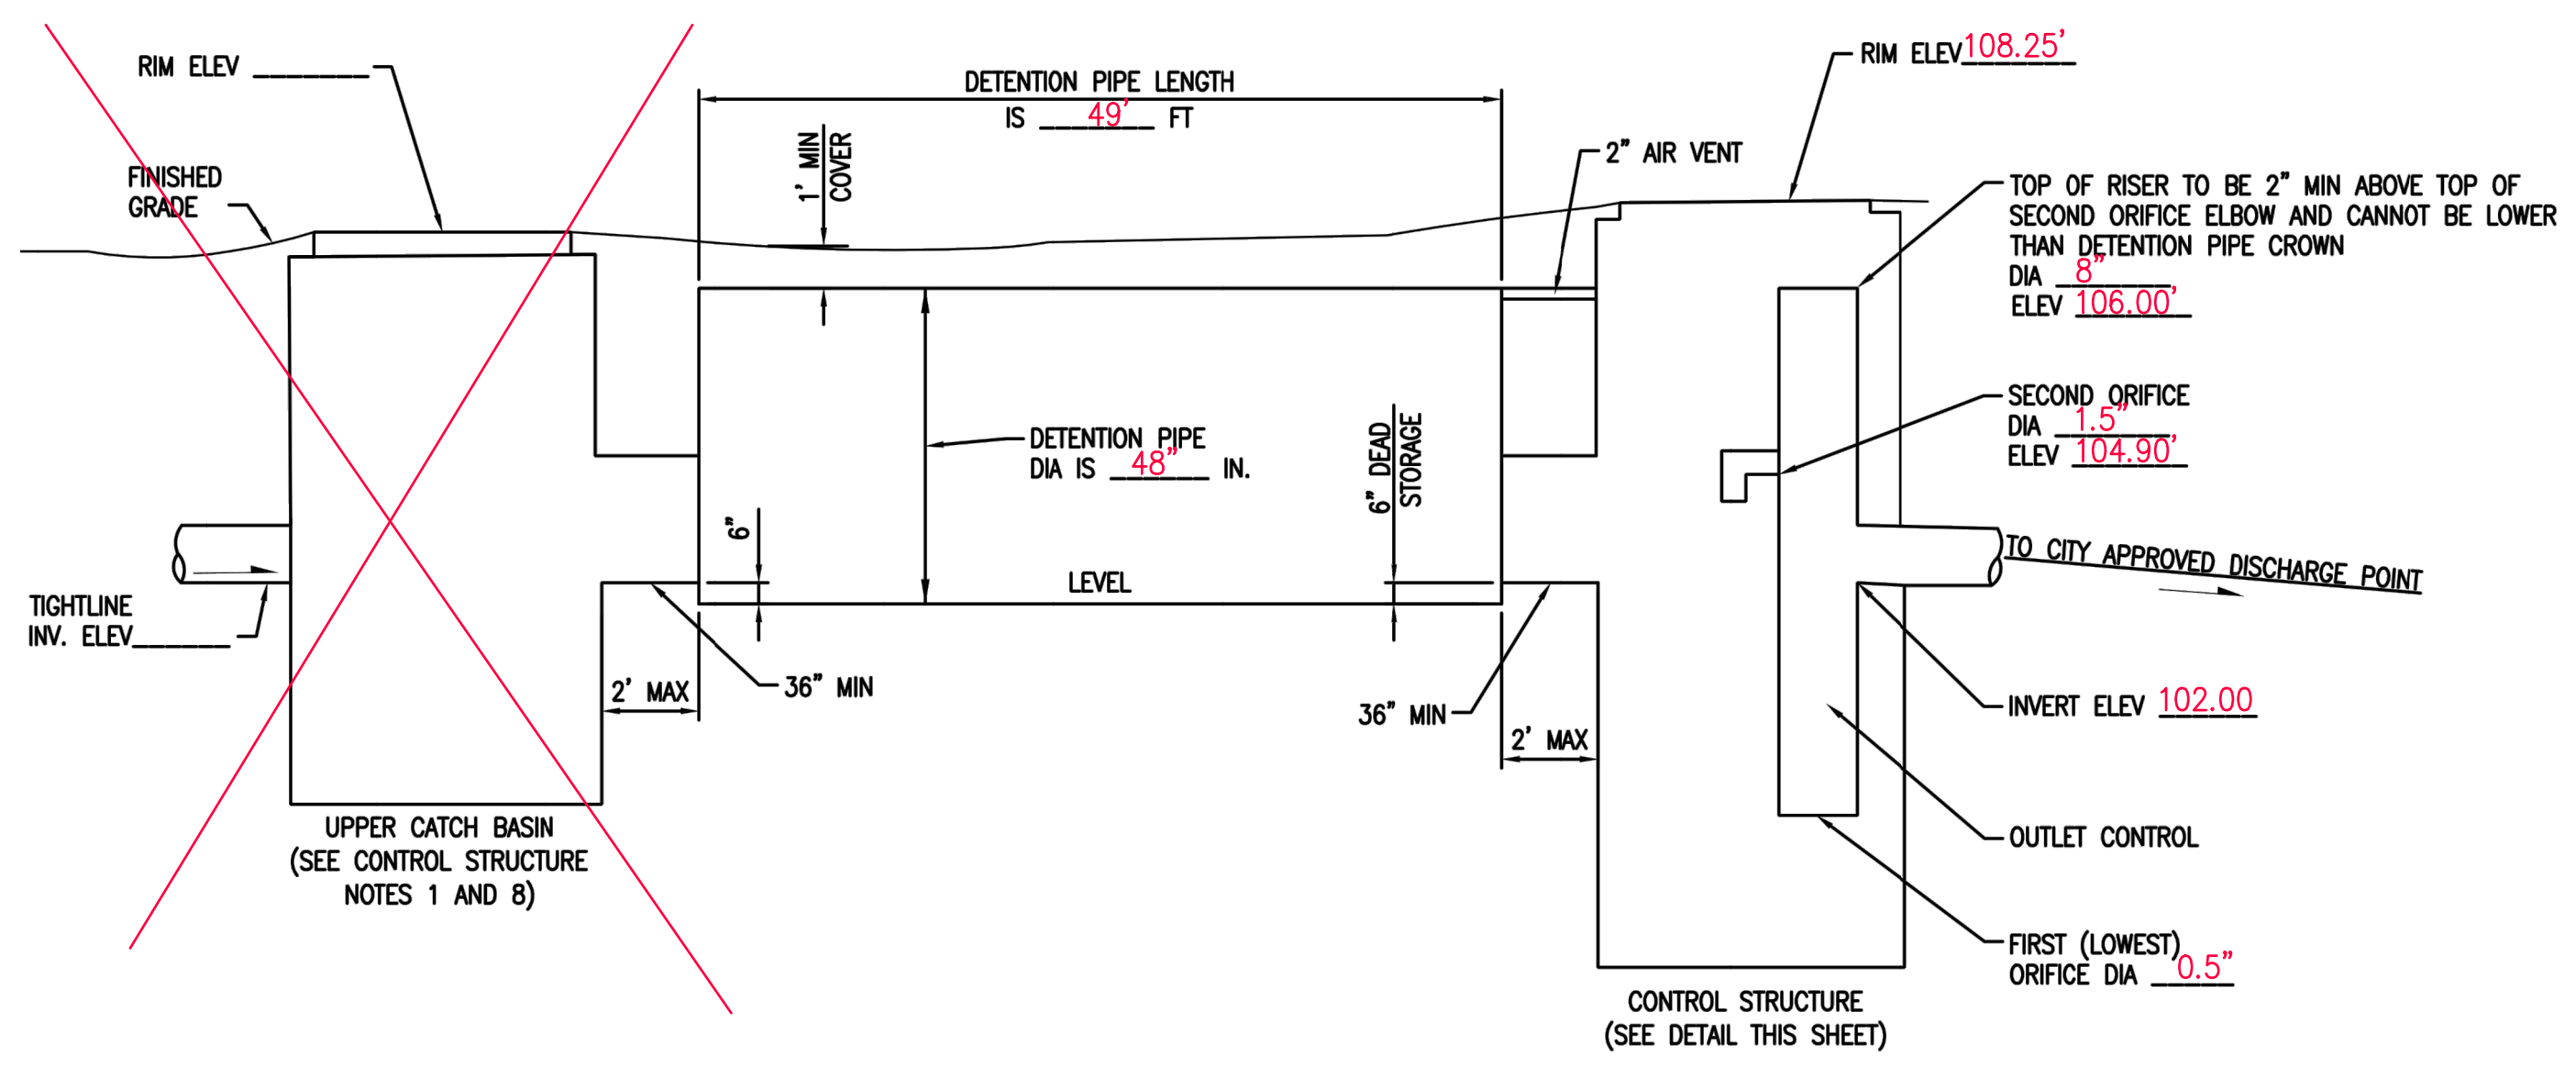 RIM ELEV
FINISHED
GRADE
TIGHTLINE
INV. ELEV
UPPER CATCH BASIN
(SEE CONTROL STRUCTURE
NOTES 1 AND 8)
2' MAX
36" MIN
6"
DETENTION PIPE LENGTH
IS 49' FT
1' MIN
COVER
DETENTION PIPE
DIA IS 48" IN.
LEVEL
6" DEAD
STORAGE
36" MIN
2' MAX
2" AIR VENT
RIM ELEV 108.25'
TOP OF RISER TO BE 2" MIN ABOVE TOP OF
SECOND ORIFICE ELBOW AND CANNOT BE LOWER
THAN DETENTION PIPE CROWN
DIA 8"
ELEV 106.00'
SECOND ORIFICE
DIA 1.5"
ELEV 104.90'
TO CITY APPROVED DISCHARGE POINT
INVERT ELEV 102.00
OUTLET CONTROL
FIRST (LOWEST)
ORIFICE DIA 0.5"
CONTROL STRUCTURE
(SEE DETAIL THIS SHEET)